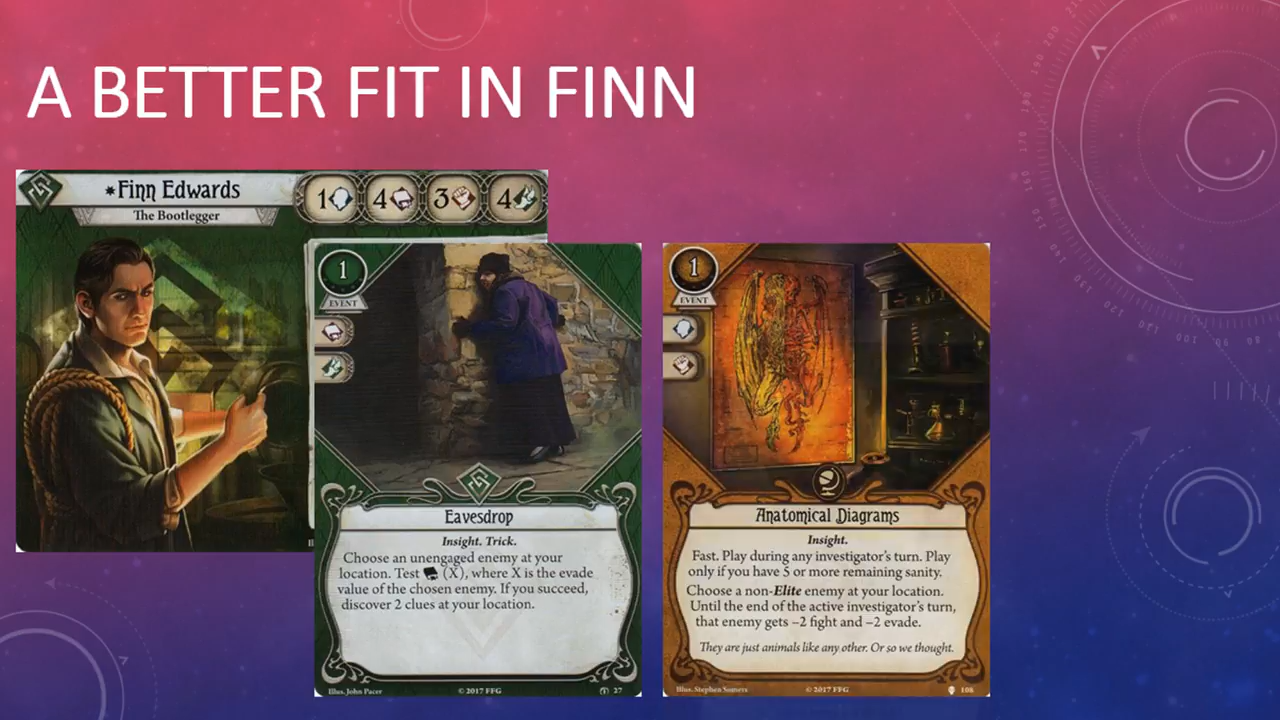 A BETTER FIT IN FINN
Finn Edwards
The Bootlegger
1
4
3
4
1
EVENT
Eavesdrop
Insight. Trick.
Choose an unengaged enemy at your
location. Test (X), where X is the evade
value of the chosen enemy. If you succeed,
discover 2 clues at your location.
Illus. John Pacer
© 2017 FFG
27
1
EVENT
Anatomical Diagrams
Insight.
Fast. Play during any investigator's turn. Play
only if you have 5 or more remaining sanity.
Choose a non-Elite enemy at your location.
Until the end of the active investigator's turn,
that enemy gets –2 fight and –2 evade.
They are just animals like any other. Or so we thought.
Illus. Stephen Somers
© 2017 FFG
108